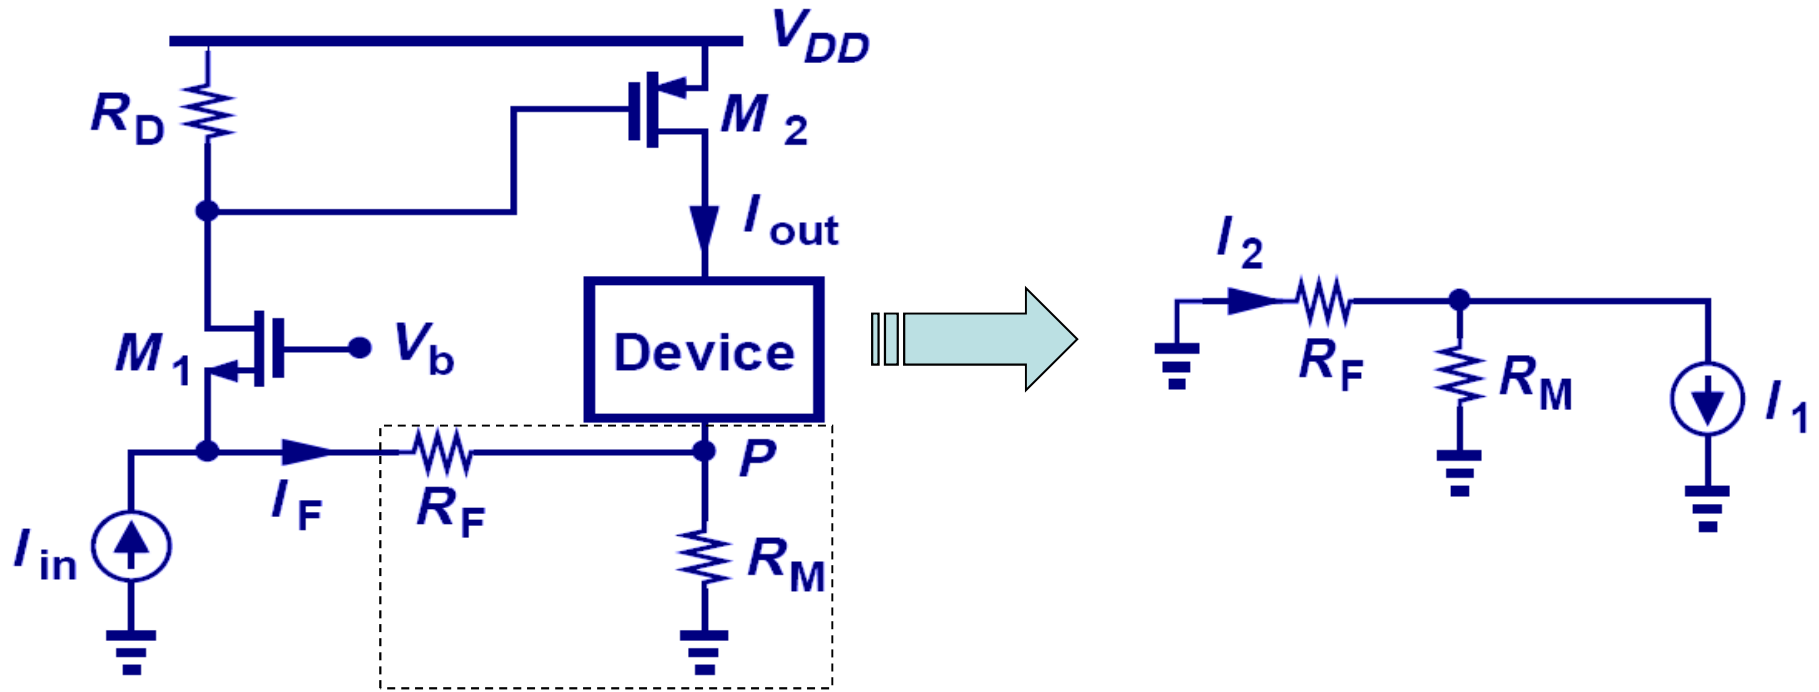 V_DD
R_D
M_2
I_out
I_2
M_1
V_b
Device
R_F
R_M
I_1
P
I_F
R_F
I_in
R_M